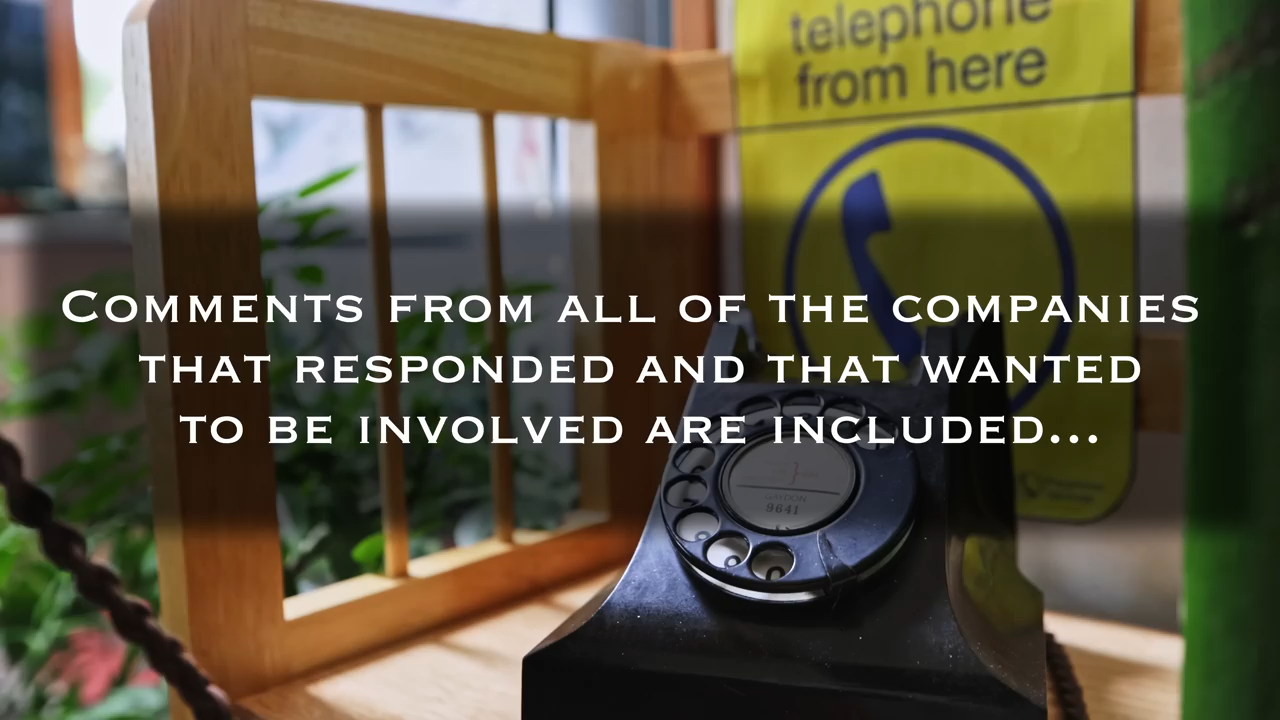 telephone
from here
COMMENTS FROM ALL OF THE COMPANIES
THAT RESPONDED AND THAT WANTED
TO BE INVOLVED ARE INCLUDED...
GAYDON
9641